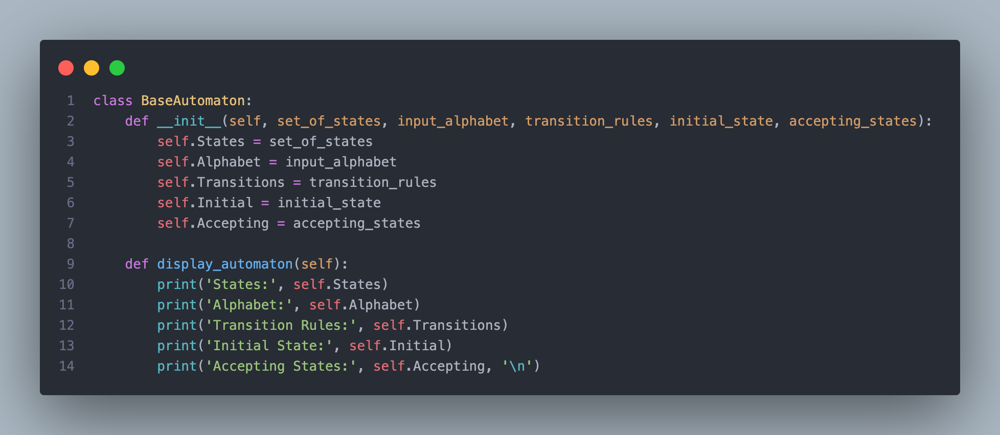 1 class BaseAutomaton:
2     def __init__(self, set_of_states, input_alphabet, transition_rules, initial_state, accepting_states):
3         self.States = set_of_states
4         self.Alphabet = input_alphabet
5         self.Transitions = transition_rules
6         self.Initial = initial_state
7         self.Accepting = accepting_states
8
9     def display_automaton(self):
10         print('States:', self.States)
11         print('Alphabet:', self.Alphabet)
12         print('Transition Rules:', self.Transitions)
13         print('Initial State:', self.Initial)
14         print('Accepting States:', self.Accepting, '\n')